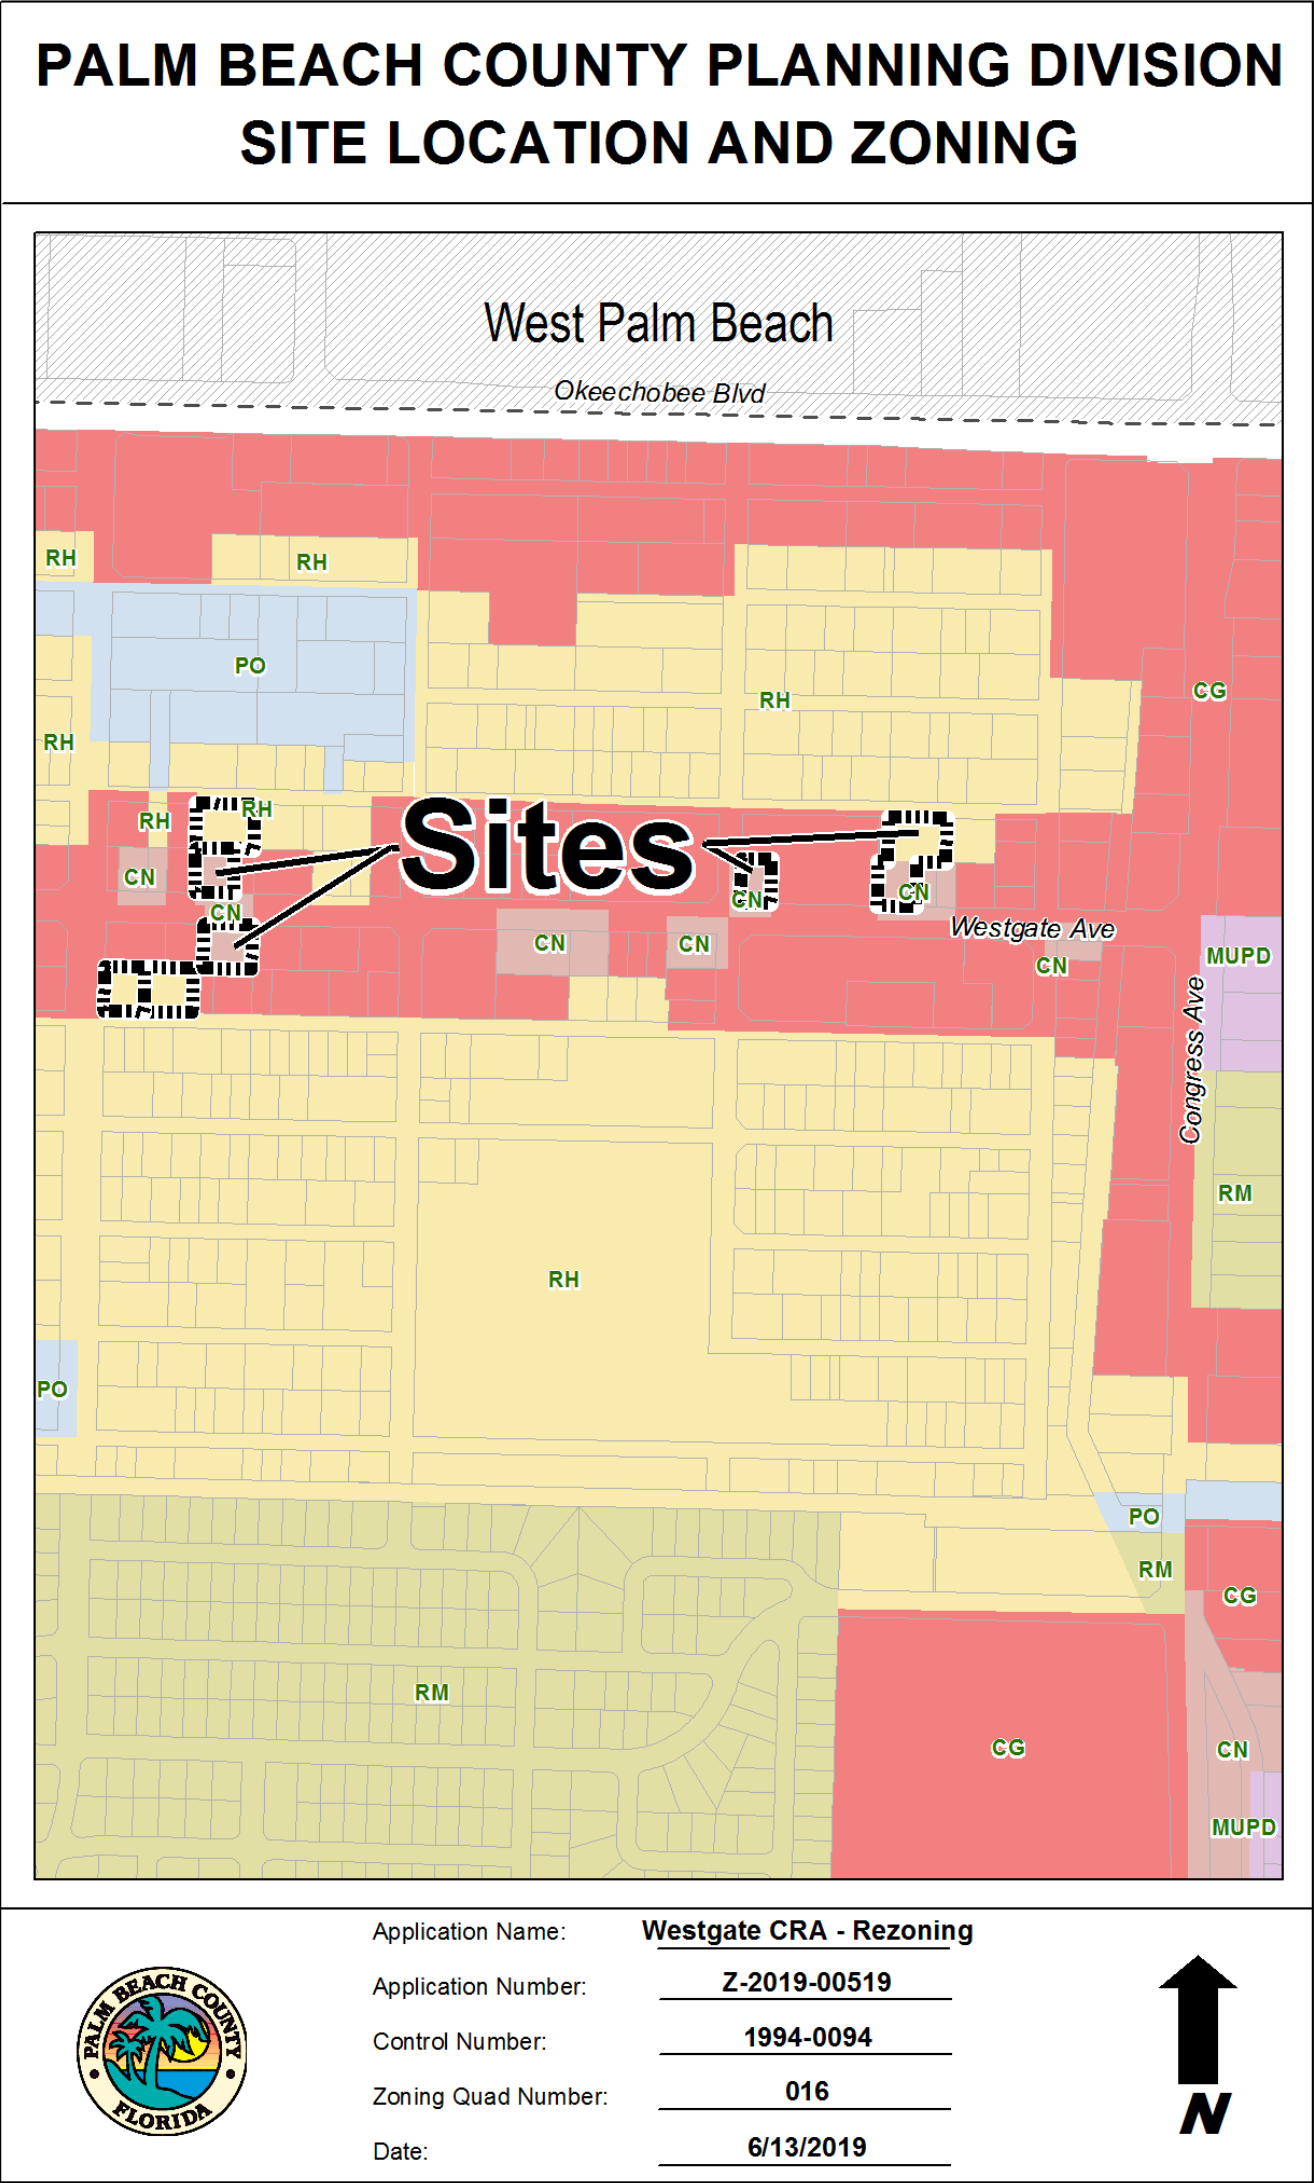 PALM BEACH COUNTY PLANNING DIVISION
SITE LOCATION AND ZONING
West Palm Beach
Okeechobee Blvd
RH
RH
PO
CG
RH
RH
RH
RH
Sites
CN
CN
CN
CN
Westgate Ave
CN
CN
MUPD
CN
Congress Ave
RM
RH
PO
PO
RM
CG
RM
CG
CN
MUPD
Application Name: Westgate CRA - Rezoning
Application Number: Z-2019-00519
Control Number: 1994-0094
Zoning Quad Number: 016
Date: 6/13/2019
PALM BEACH COUNTY
FLORIDA
N